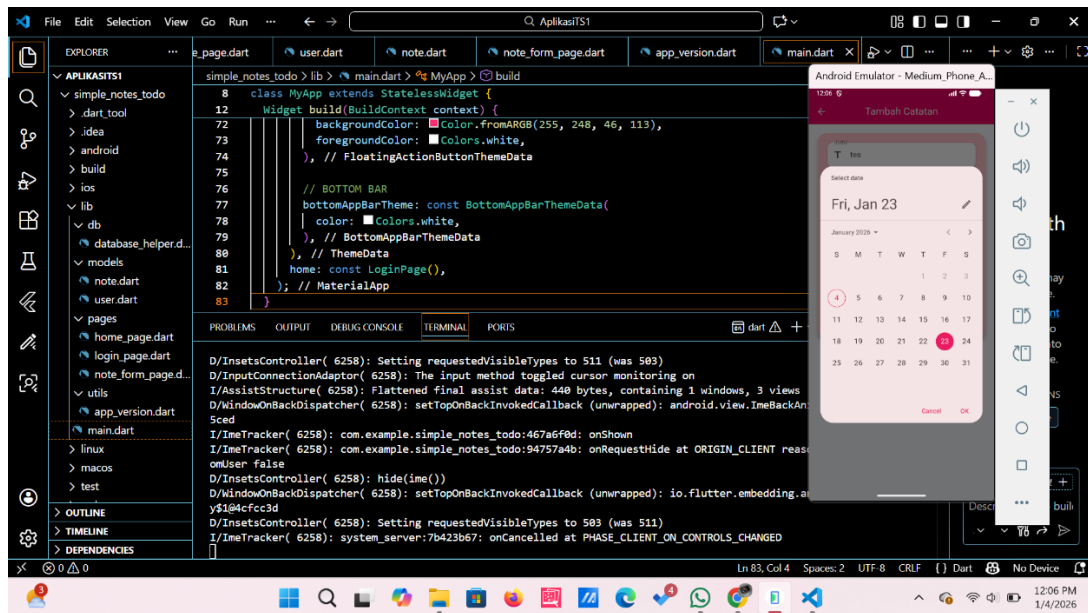 File Edit Selection View Go Run ··· AplikasiTS1
EXPLORER ···
e_page.dart user.dart note.dart note_form_page.dart app_version.dart main.dart
simple_notes_todo > lib > main.dart > MyApp > build
APLIKASITS1
simple_notes_todo
.dart_tool
.idea
android
build
ios
lib
db
database_helper.d...
models
note.dart
user.dart
pages
home_page.dart
login_page.dart
note_form_page.d...
utils
app_version.dart
main.dart
linux
macos
test
OUTLINE
TIMELINE
DEPENDENCIES
8 class MyApp extends StatelessWidget {
12 Widget build(BuildContext context) {
72 backgroundColor: Color.fromARGB(255, 248, 46, 113),
73 foregroundColor: Colors.white,
74 ), // FloatingActionButtonThemeData
75
76 // BOTTOM BAR
77 bottomAppBarTheme: const BottomAppBarThemeData(
78 color: Colors.white,
79 ), // BottomAppBarThemeData
80 ), // ThemeData
81 home: const LoginPage(),
82 ); // MaterialApp
83 }
PROBLEMS OUTPUT DEBUG CONSOLE TERMINAL PORTS dart
D/InsetsController( 6258): Setting requestedVisibleTypes to 511 (was 503)
D/InputConnectionAdaptor( 6258): The input method toggled cursor monitoring on
I/AssistStructure( 6258): Flattened final assist data: 440 bytes, containing 1 windows, 3 views
D/WindowOnBackDispatcher( 6258): setTopOnBackInvokedCallback (unwrapped): android.view.ImeBackAn
5ced
I/ImeTracker( 6258): com.example.simple_notes_todo:467a6f0d: onShown
I/ImeTracker( 6258): com.example.simple_notes_todo:94757a4b: onRequestHide at ORIGIN_CLIENT reas
omUser false
D/InsetsController( 6258): hide(ime())
D/WindowOnBackDispatcher( 6258): setTopOnBackInvokedCallback (unwrapped): io.flutter.embedding.a
y$1@4cfcc3d
D/InsetsController( 6258): Setting requestedVisibleTypes to 503 (was 511)
I/ImeTracker( 6258): system_server:7b423b67: onCancelled at PHASE_CLIENT_ON_CONTROLS_CHANGED
Android Emulator - Medium_Phone_A...
12:06
Tambah Catatan
Judul
tes
Select date
Fri, Jan 23
January 2026
S M T W T F S
1 2 3
4 5 6 7 8 9 10
11 12 13 14 15 16 17
18 19 20 21 22 23 24
25 26 27 28 29 30 31
Cancel OK
th
Descr
build
0 0 Ln 83, Col 4 Spaces: 2 UTF-8 CRLF {} Dart No Device
3
12:06 PM
1/4/2026